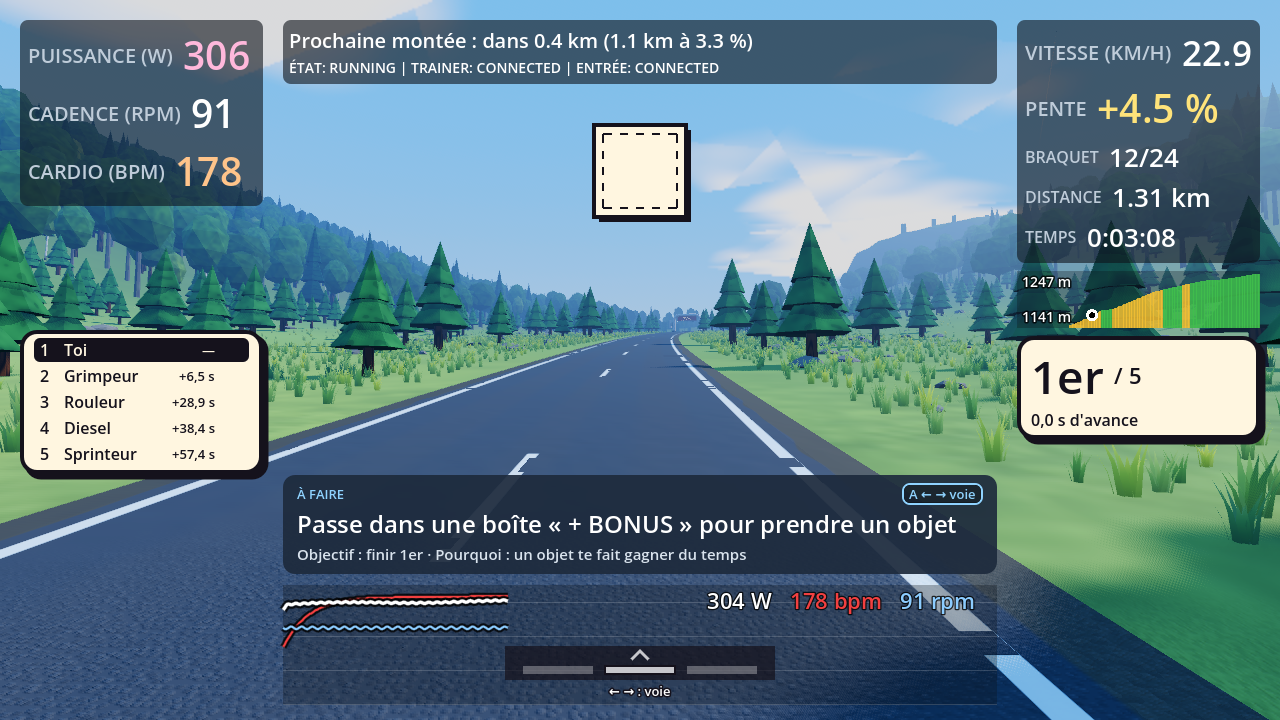 PUISSANCE (W) 306
CADENCE (RPM) 91
CARDIO (BPM) 178
Prochaine montée : dans 0.4 km (1.1 km à 3.3 %)
ÉTAT: RUNNING | TRAINER: CONNECTED | ENTRÉE: CONNECTED
VITESSE (KM/H) 22.9
PENTE +4.5 %
BRAQUET 12/24
DISTANCE 1.31 km
TEMPS 0:03:08
1247 m
1141 m
1 Toi —
2 Grimpeur +6,5 s
3 Rouleur +28,9 s
4 Diesel +38,4 s
5 Sprinteur +57,4 s
1er / 5
0,0 s d'avance
À FAIRE
A ← → voie
Passe dans une boîte « + BONUS » pour prendre un objet
Objectif : finir 1er · Pourquoi : un objet te fait gagner du temps
304 W 178 bpm 91 rpm
← → : voie